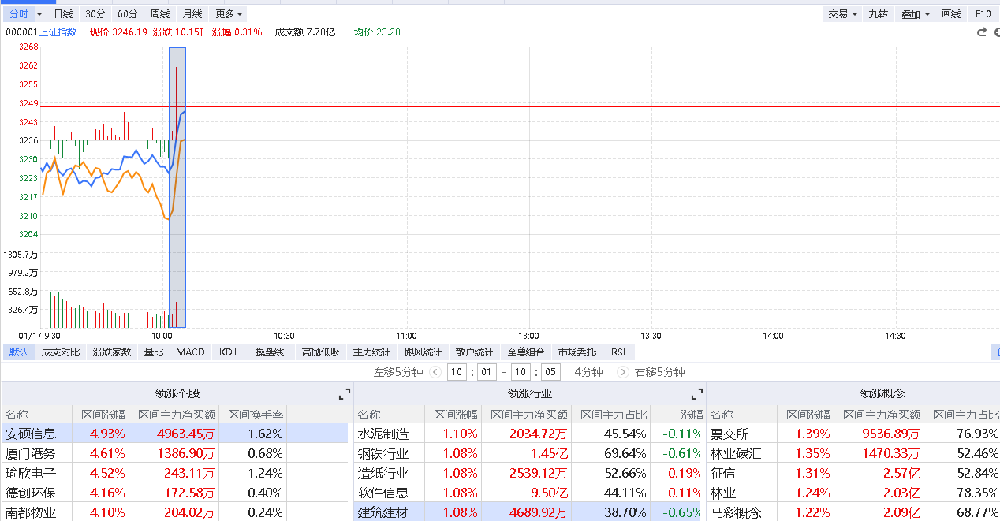 分时 日线 30分 60分 周线 月线 更多 交易 九转 叠加 画线 F10
000001上证指数 现价 3246.19 涨跌 10.15↑ 涨幅 0.31% 成交额 7.78亿 均价 23.28
3268
3262
3255
3249
3243
3236
3230
3223
3217
3210
3204
1305.7万
979.2万
652.8万
326.4万
01/17 9:30 10:00 10:30 11:00 13:00 13:30 14:00 14:30
默认 成交对比 涨跌家数 量比 MACD KDJ 操盘线 高抛低吸 主力统计 跟风统计 散户统计 至尊组合 市场委托 RSI
左移5分钟 10 : 01 - 10 : 05 4分钟 右移5分钟
领涨个股 领涨行业 领涨概念
名称 区间涨幅 区间主力净买额 区间换手率 名称 区间涨幅 区间主力净买额 区间主力占比 涨幅 名称 区间涨幅 区间主力净买额 区间主力占比
安硕信息 4.93% 4963.45万 1.62% 水泥制造 1.10% 2034.72万 45.54% -0.11% 票交所 1.39% 9536.89万 76.93%
厦门港务 4.61% 1386.90万 0.68% 钢铁行业 1.08% 1.45亿 69.64% -0.61% 林业碳汇 1.35% 1470.33万 52.46%
瑜欣电子 4.52% 243.11万 1.24% 造纸行业 1.08% 2539.12万 52.66% 0.19% 征信 1.31% 2.57亿 52.84%
德创环保 4.16% 172.58万 0.40% 软件信息 1.08% 9.50亿 44.11% 0.11% 林业 1.24% 2.03亿 78.35%
南都物业 4.10% 204.02万 0.24% 建筑建材 1.08% 4689.92万 38.70% -0.65% 马彩概念 1.22% 2.09亿 68.77%